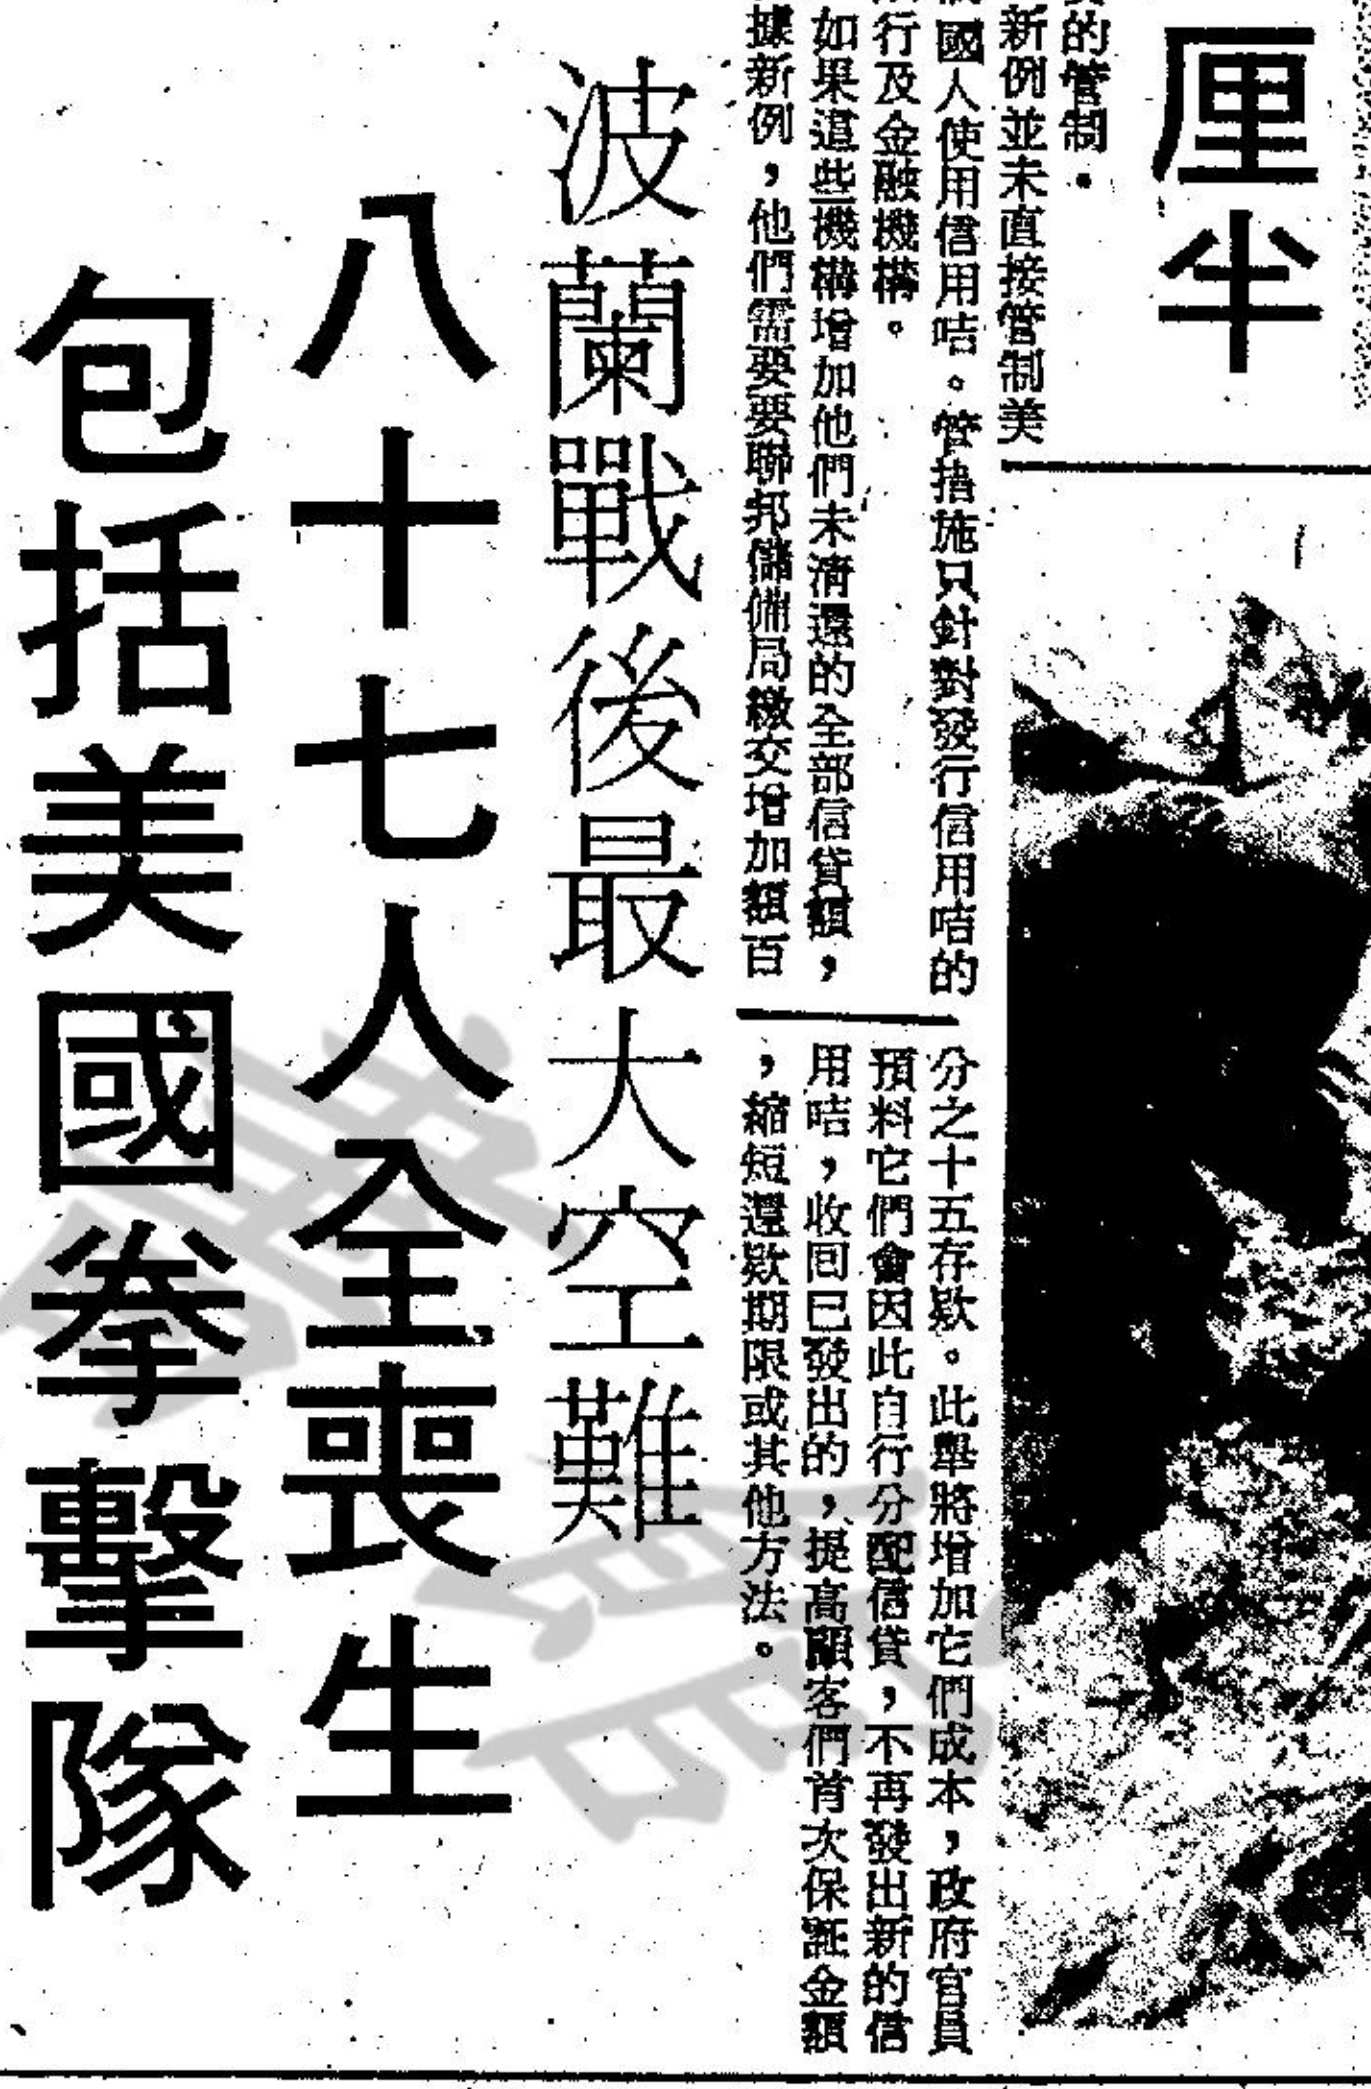 厘半
的管制.
新例並未直接管制美
國人使用信用咭。管措施只針對發行信用咭的
行及金融機構。
如果這些機構增加他們未清還的全部信貸額，
據新例，他們需要要聯邦儲備局繳交增加額百
分之十五存欵。此舉將增加它們成本，政府官員
預料它們會因此自行分配信貸，不再發出新的信
用咭，收回已發出的，提高顧客們首次保証金額
，縮短還欵期限或其他方法。
波蘭戰後最大空難
八十七人全喪生
包括美國拳擊隊